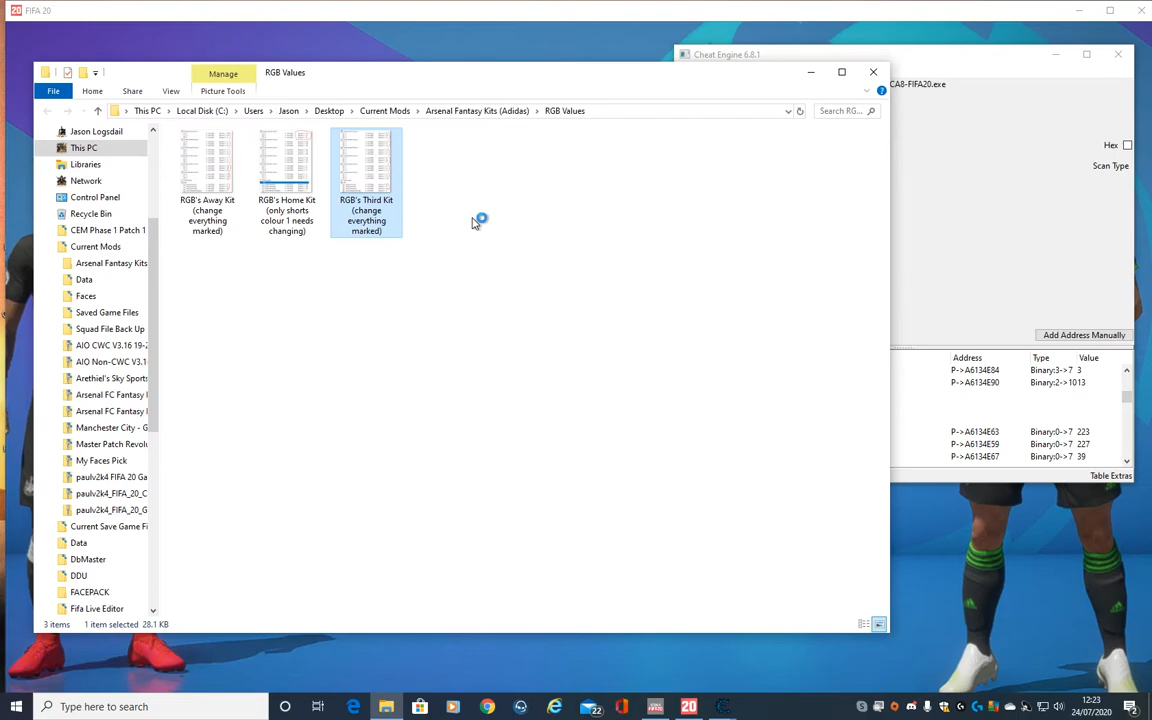 20 FIFA 20
Cheat Engine 6.8.1
Manage
RGB Values
File
Home
Share
View
Picture Tools
This PC
Local Disk (C:)
Users
Jason
Desktop
Current Mods
Arsenal Fantasy Kits (Adidas)
RGB Values
Search RG...
CA8-FIFA20.exe
Hex
Scan Type
Jason Logsdail
This PC
Libraries
Network
Control Panel
Recycle Bin
CEM Phase 1 Patch 1
Current Mods
Arsenal Fantasy Kits
Data
Faces
Saved Game Files
Squad File Back Up
AIO CWC V3.16 19-2
AIO Non-CWC V3.1
Arethiel's Sky Sports
Arsenal FC Fantasy
Arsenal FC Fantasy
Manchester City - G
Master Patch Revolu
My Faces Pick
paulv2k4 FIFA 20 Ga
paulv2k4_FIFA_20_C
paulv2k4_FIFA_20_G
Current Save Game Fi
Data
DbMaster
DDU
FACEPACK
Fifa Live Editor
RGB's Away Kit
(change
everything
marked)
RGB's Home Kit
(only shorts
colour 1 needs
changing)
RGB's Third Kit
(change
everything
marked)
Add Address Manually
Address Type Value
P->A6134E84 Binary:3->7 3
P->A6134E90 Binary:2->10 13
P->A6134E63 Binary:0->7 223
P->A6134E59 Binary:0->7 227
P->A6134E67 Binary:0->7 39
Table Extras
3 items 1 item selected 28.1 KB
Type here to search
22
20
12:23
24/07/2020
2